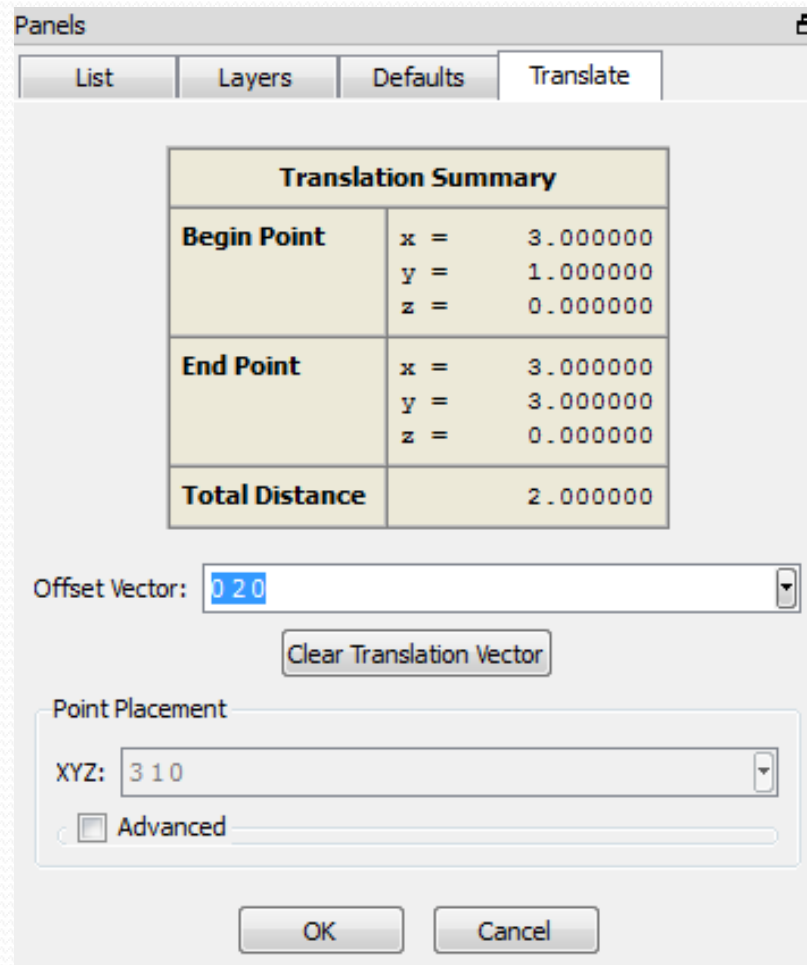 Panels
List Layers Defaults Translate
Translation Summary
Begin Point x = 3.000000
y = 1.000000
z = 0.000000
End Point x = 3.000000
y = 3.000000
z = 0.000000
Total Distance 2.000000
Offset Vector: 0 2 0
Clear Translation Vector
Point Placement
XYZ: 3 1 0
Advanced
OK Cancel